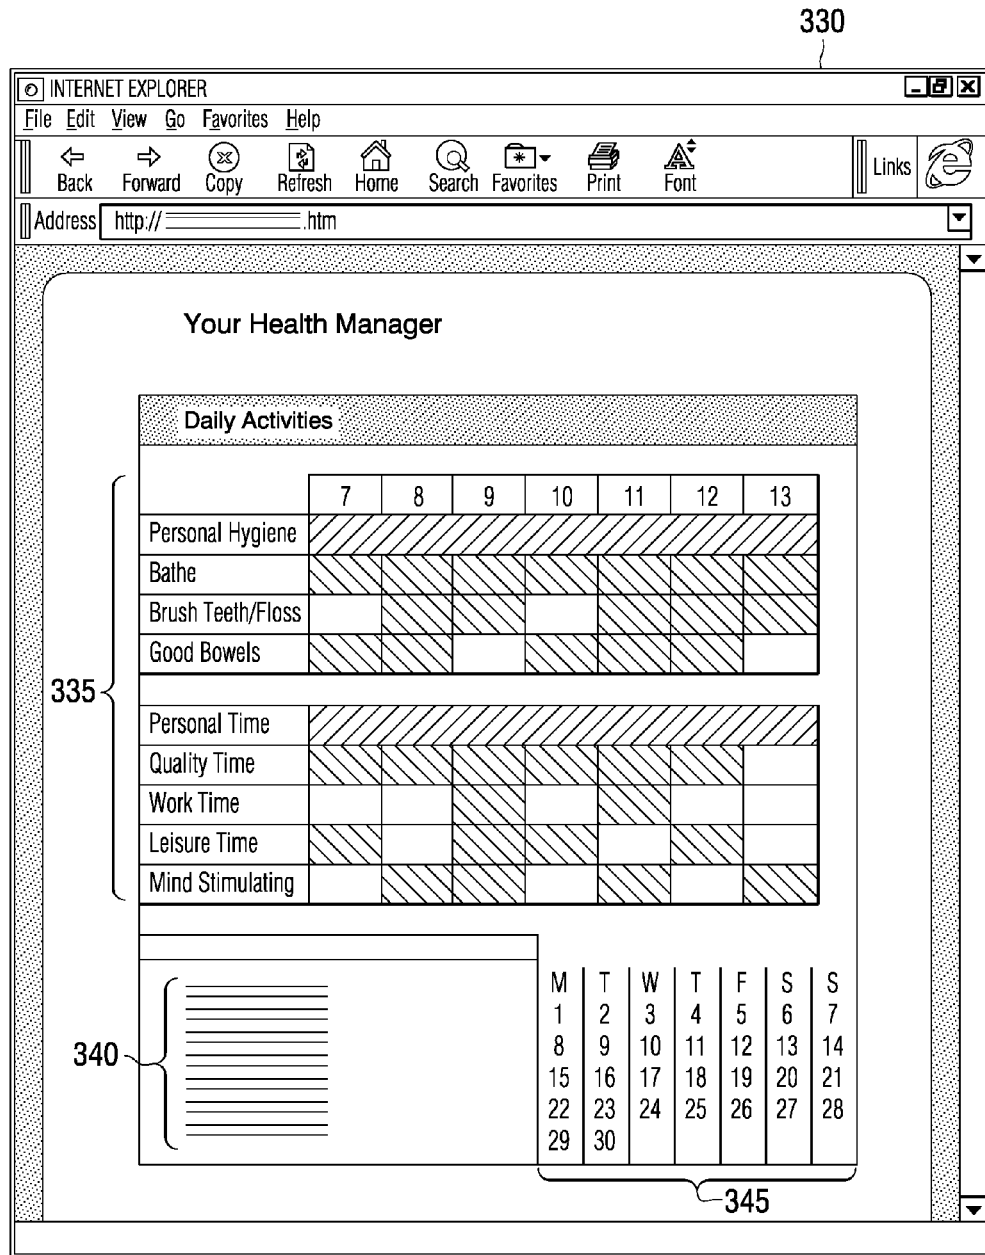 330
INTERNET EXPLORER
File Edit View Go Favorites Help
Back Forward Copy Refresh Home Search Favorites Print Font Links
Address http:// .htm
Your Health Manager
Daily Activities
7 8 9 10 11 12 13
Personal Hygiene
Bathe
Brush Teeth/Floss
Good Bowels
335
Personal Time
Quality Time
Work Time
Leisure Time
Mind Stimulating
M T W T F S S
1 2 3 4 5 6 7
340
8 9 10 11 12 13 14
15 16 17 18 19 20 21
22 23 24 25 26 27 28
29 30
345